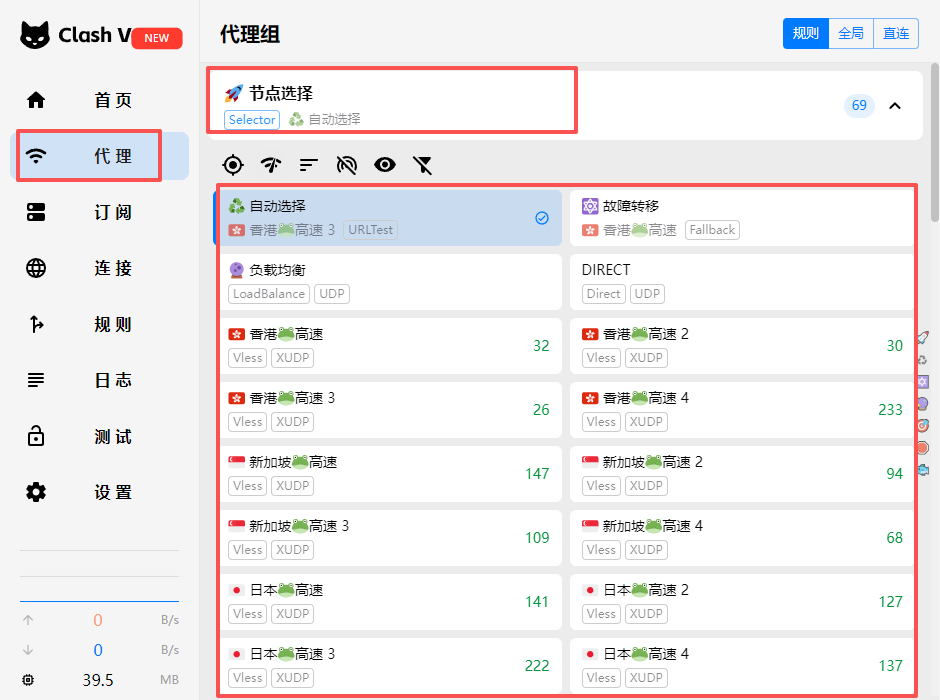 Clash V
NEW
代理组
规则 全局 直连
首页
代理
订阅
连接
规则
日志
测试
设置
0 B/s
0 B/s
39.5 MB
节点选择
Selector 自动选择
69
自动选择
香港高速 3 URLTest
故障转移
香港高速 Fallback
负载均衡
LoadBalance UDP
DIRECT
Direct UDP
香港高速
Vless XUDP
32
香港高速 2
Vless XUDP
30
香港高速 3
Vless XUDP
26
香港高速 4
Vless XUDP
233
新加坡高速
Vless XUDP
147
新加坡高速 2
Vless XUDP
94
新加坡高速 3
Vless XUDP
109
新加坡高速 4
Vless XUDP
68
日本高速
Vless XUDP
141
日本高速 2
Vless XUDP
127
日本高速 3
Vless XUDP
222
日本高速 4
Vless XUDP
137